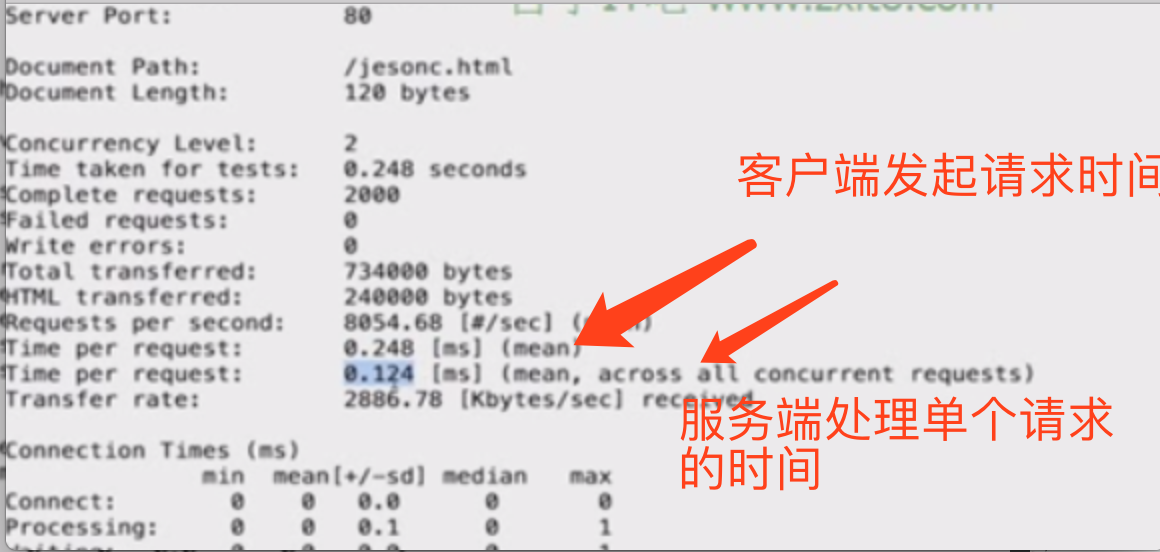 Server Port: 80
Document Path: /jesonc.html
Document Length: 120 bytes
Concurrency Level: 2
Time taken for tests: 0.248 seconds
Complete requests: 2000
Failed requests: 0
Write errors: 0
Total transferred: 734000 bytes
HTML transferred: 240000 bytes
Requests per second: 8054.68 [#/sec]
Time per request: 0.248 [ms] (mean)
Time per request: 0.124 [ms] (mean, across all concurrent requests)
Transfer rate: 2886.78 [Kbytes/sec] received
客户端发起请求时间
服务端处理单个请求
的时间
Connection Times (ms)
min mean[+/-sd] median max
Connect: 0 0 0.0 0 0
Processing: 0 0 0.1 0 1